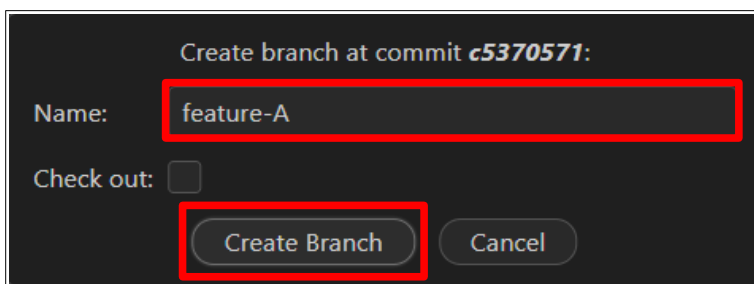 Create branch at commit c5370571:
Name: feature-A
Check out:
Create Branch Cancel